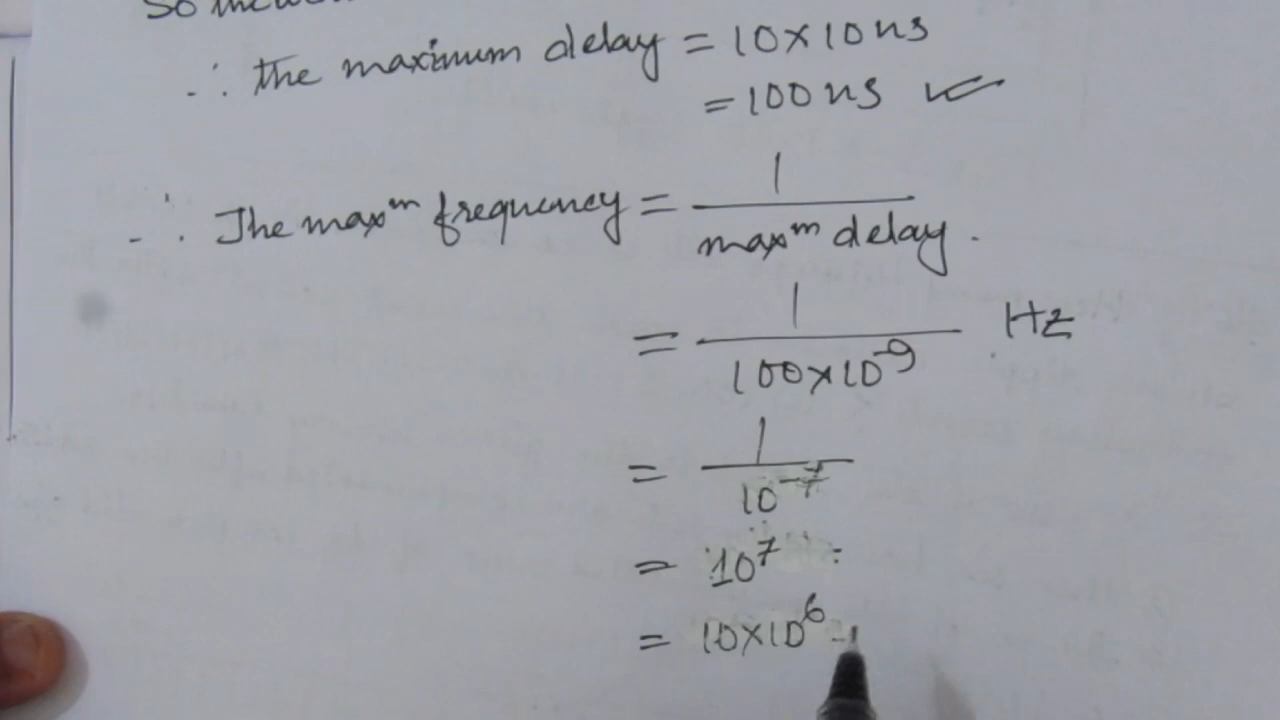 So
∴ the maximum delay = 10×10 ns
= 100 ns ✓
∴ The maxᵐ frequency = 1 / maxᵐ delay.
= 1 / 100×10⁻⁹ Hz
= 1 / 10⁻⁷
= 10⁷
= 10×10⁶